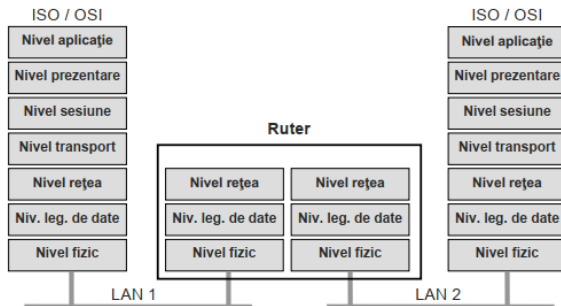 ISO / OSI
Nivel aplicaţie
Nivel prezentare
Nivel sesiune
Nivel transport
Nivel reţea
Niv. leg. de date
Nivel fizic
Ruter
Nivel reţea
Niv. leg. de date
Nivel fizic
Nivel reţea
Niv. leg. de date
Nivel fizic
ISO / OSI
Nivel aplicaţie
Nivel prezentare
Nivel sesiune
Nivel transport
Nivel reţea
Niv. leg. de date
Nivel fizic
LAN 1
LAN 2